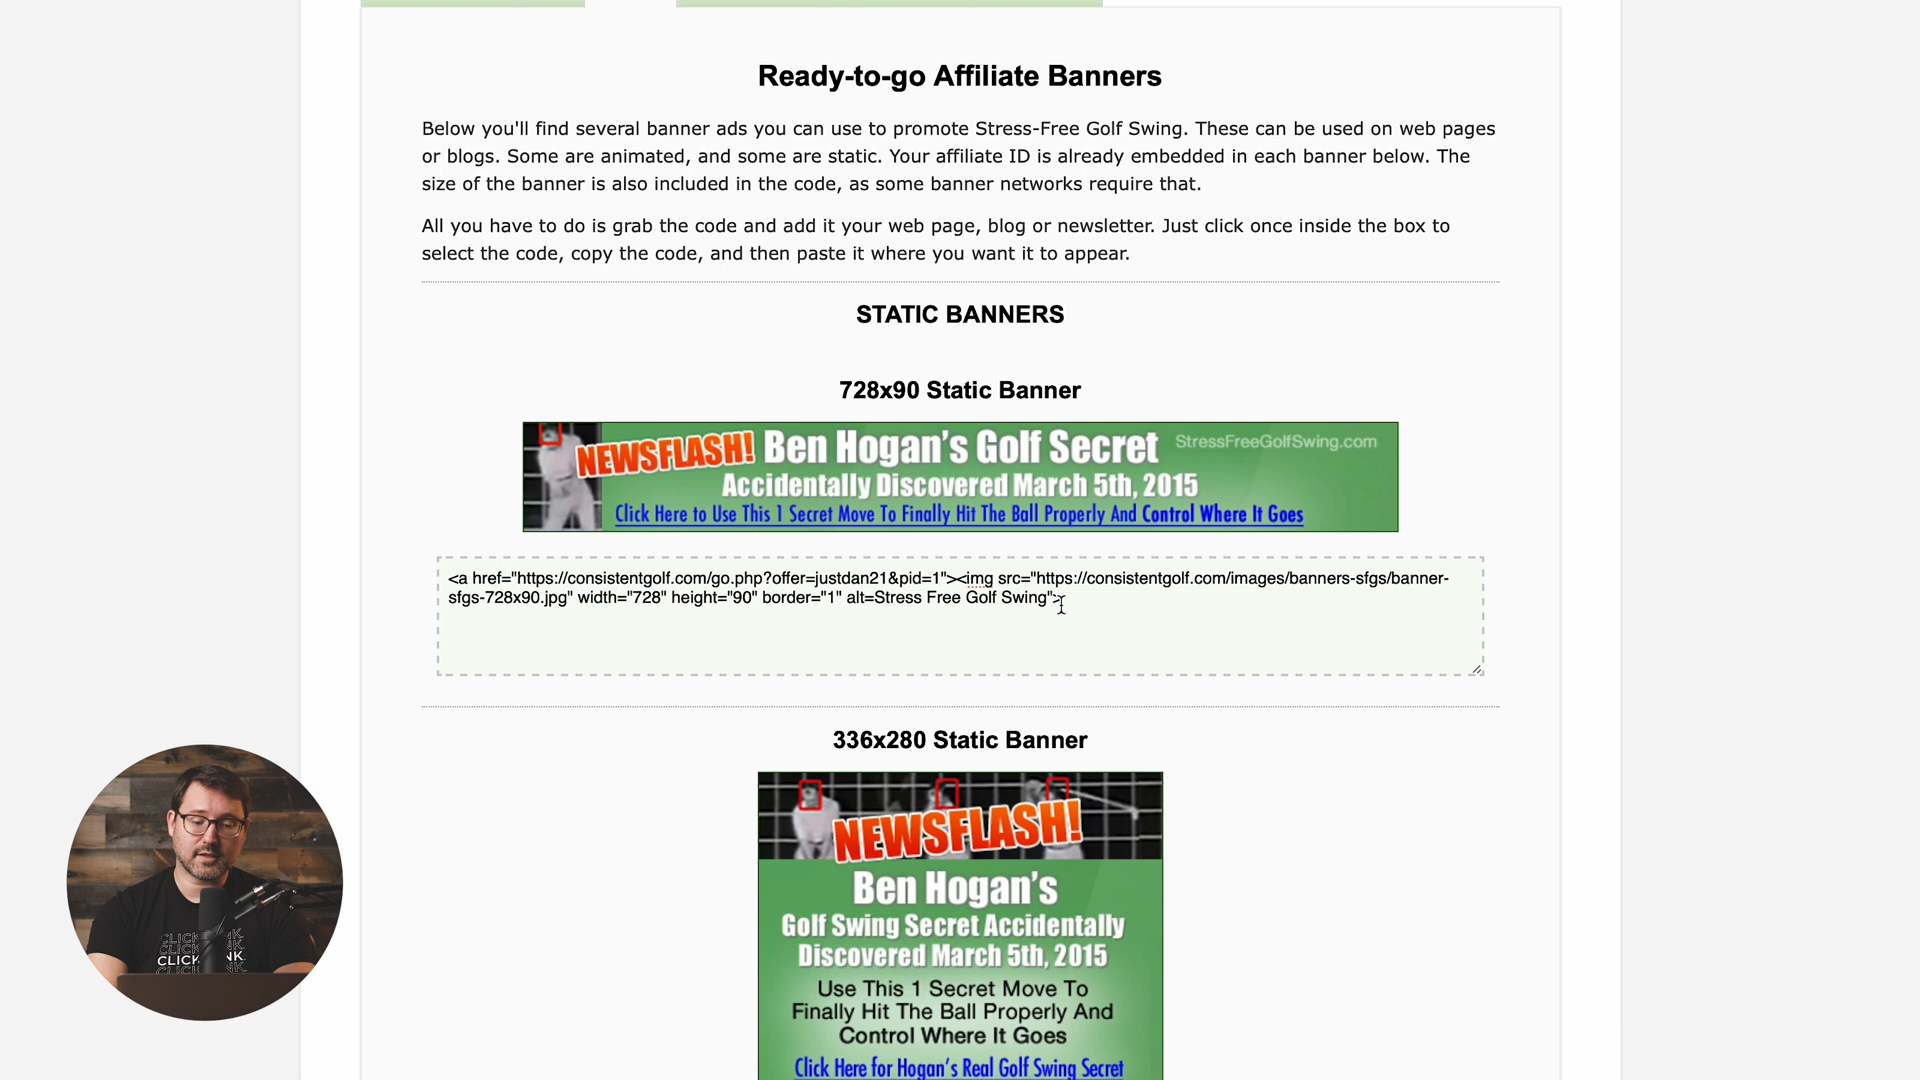 Ready-to-go Affiliate Banners
Below you'll find several banner ads you can use to promote Stress-Free Golf Swing. These can be used on web pages
or blogs. Some are animated, and some are static. Your affiliate ID is already embedded in each banner below. The
size of the banner is also included in the code, as some banner networks require that.
All you have to do is grab the code and add it your web page, blog or newsletter. Just click once inside the box to
select the code, copy the code, and then paste it where you want it to appear.
STATIC BANNERS
728x90 Static Banner
NEWSFLASH! Ben Hogan's Golf Secret StressFreeGolfSwing.com
Accidentally Discovered March 5th, 2015
Click Here to Use This 1 Secret Move To Finally Hit The Ball Properly And Control Where It Goes
<a href="https://consistentgolf.com/go.php?offer=justdan21&pid=1"><img src="https://consistentgolf.com/images/banners-sfgs/banner-
sfgs-728x90.jpg" width="728" height="90" border="1" alt=Stress Free Golf Swing">
336x280 Static Banner
NEWSFLASH!
Ben Hogan's
Golf Swing Secret Accidentally
Discovered March 5th, 2015
Use This 1 Secret Move To
Finally Hit The Ball Properly And
Control Where It Goes
Click Here for Hogan's Real Golf Swing Secret